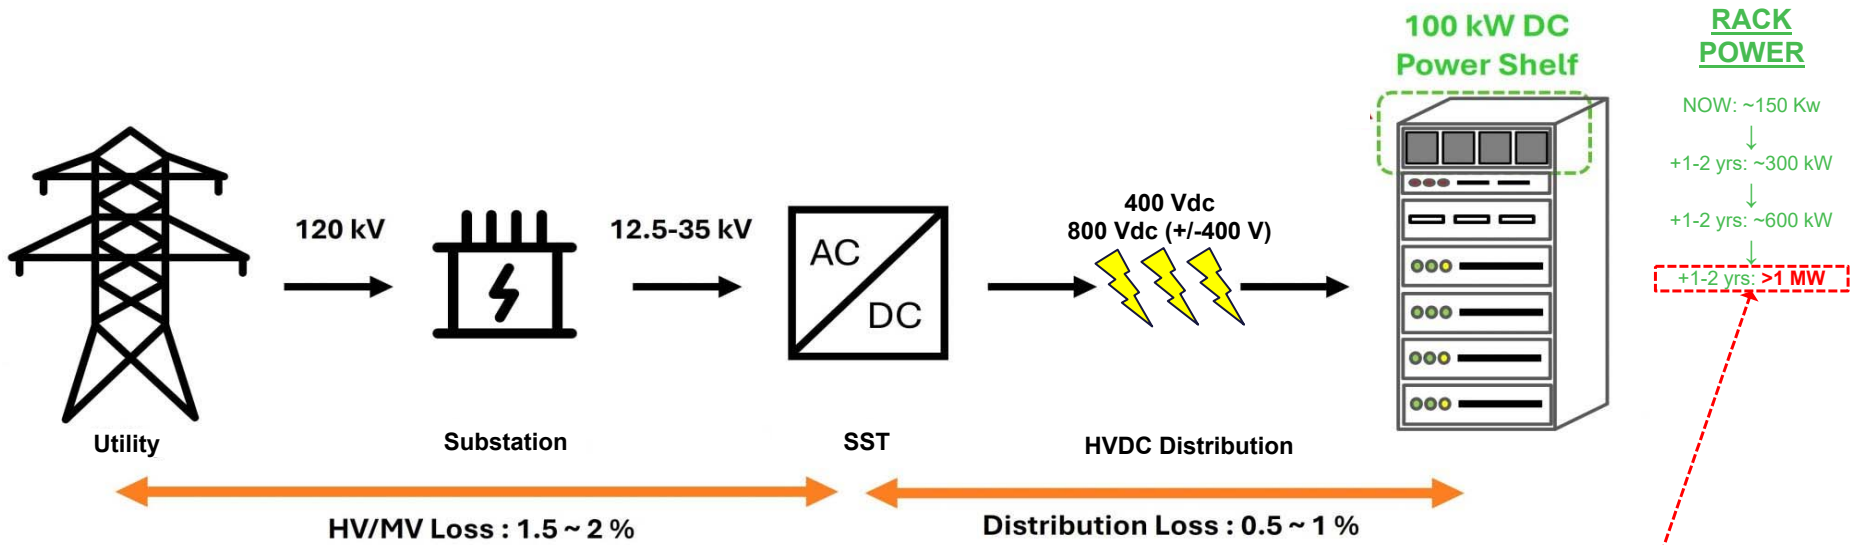 100 kW DC
Power Shelf
RACK
POWER
NOW: ~150 Kw
↓
+1-2 yrs: ~300 kW
↓
+1-2 yrs: ~600 kW
↓
+1-2 yrs: >1 MW
120 kV
12.5-35 kV
AC
DC
400 Vdc
800 Vdc (+/-400 V)
Utility
Substation
SST
HVDC Distribution
HV/MV Loss : 1.5 ~ 2 %
Distribution Loss : 0.5 ~ 1 %